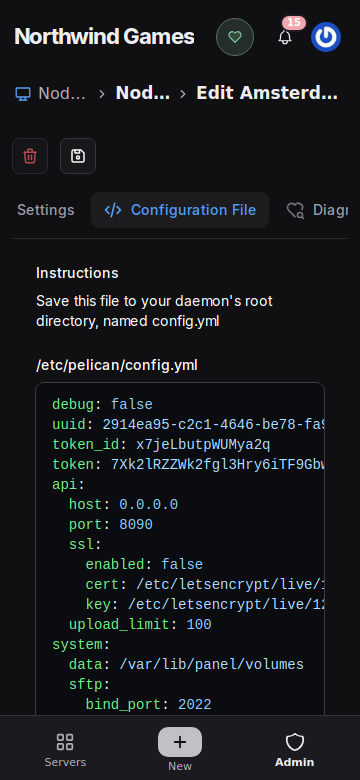 Northwind Games
15
Nod... > Nod... > Edit Amsterd...
Settings
Configuration File
Diagr
Instructions
Save this file to your daemon's root
directory, named config.yml
/etc/pelican/config.yml
debug: false
uuid: 2914ea95-c2c1-4646-be78-fa9
token_id: x7jeLbutpWUMya2q
token: 7Xk2lRZZWk2fgl3Hry6iTF9Gbw
api:
host: 0.0.0.0
port: 8090
ssl:
enabled: false
cert: /etc/letsencrypt/live/1
key: /etc/letsencrypt/live/12
upload_limit: 100
system:
data: /var/lib/panel/volumes
sftp:
bind_port: 2022
Servers
New
Admin